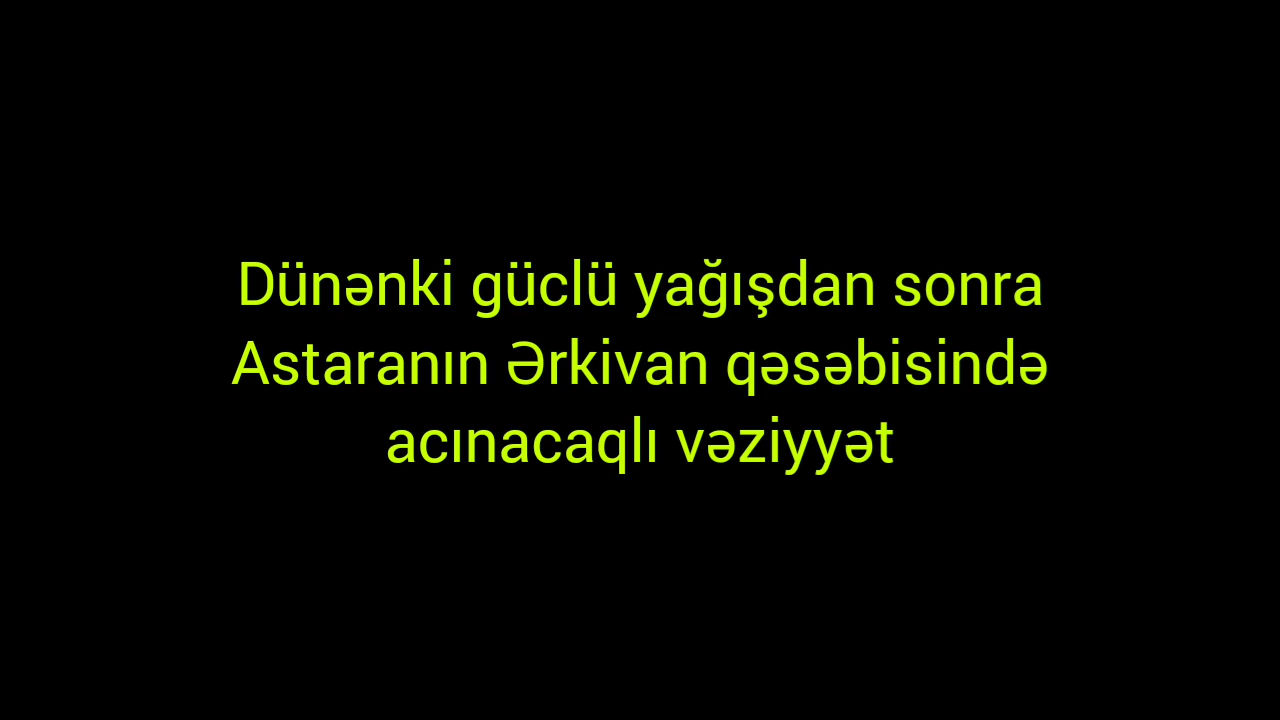 Dünənki güclü yağışdan sonra
Astaranın Ərkivan qəsəbisində
acınacaqlı vəziyyət